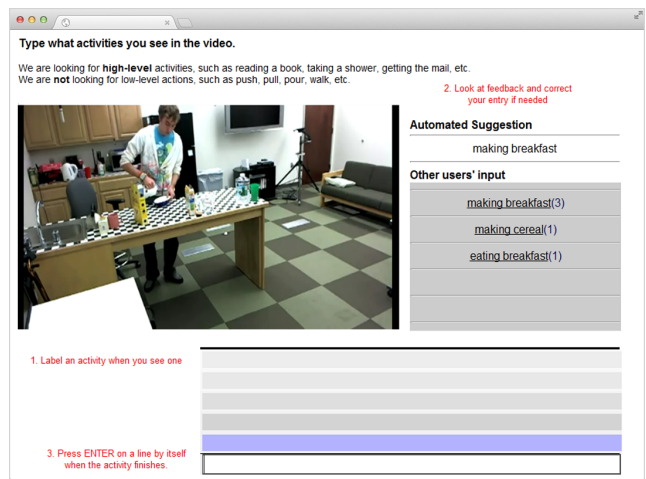 Type what activities you see in the video.
We are looking for high-level activities, such as reading a book, taking a shower, getting the mail, etc.
We are not looking for low-level actions, such as push, pull, pour, walk, etc.
2. Look at feedback and correct
your entry if needed
Automated Suggestion
making breakfast
Other users' input
making breakfast(3)
making cereal(1)
eating breakfast(1)
1. Label an activity when you see one
3. Press ENTER on a line by itself
when the activity finishes.